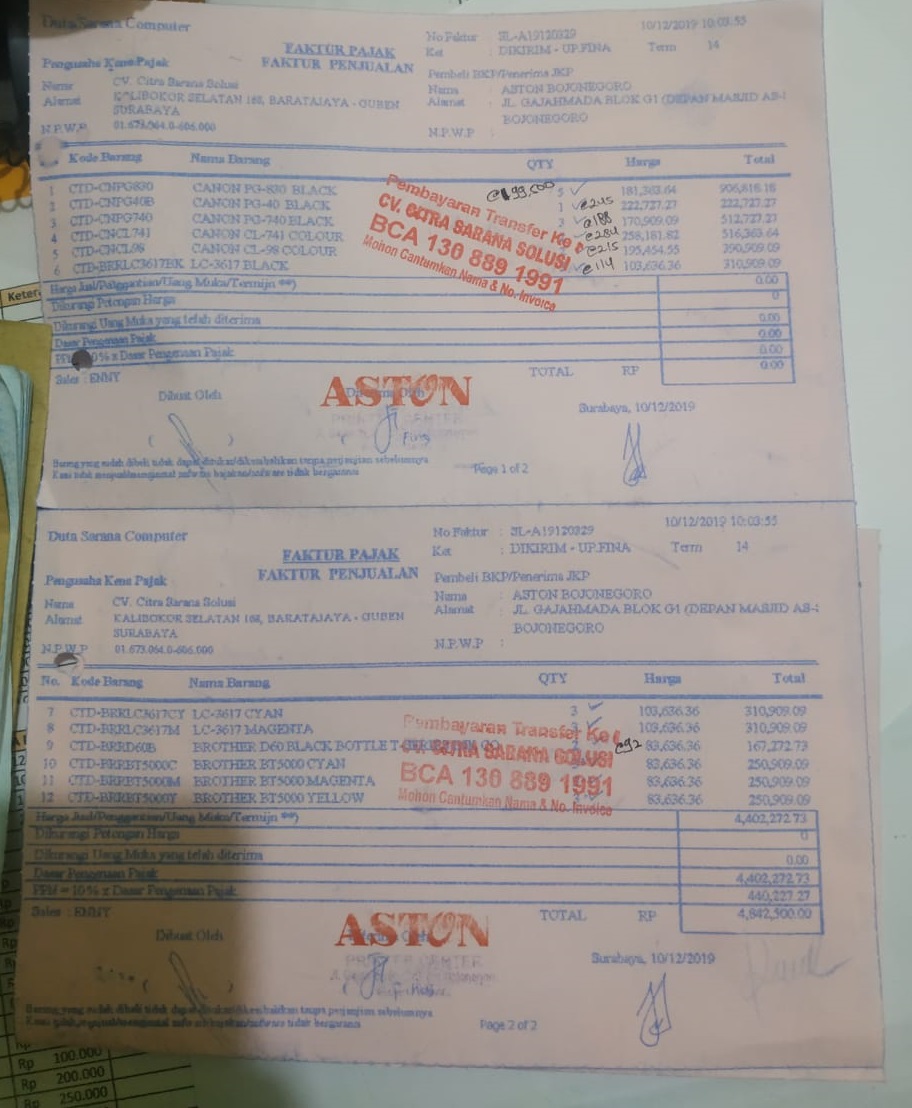 Duta Sarana Computer
10/12/2019 10:03:55
FAKTUR PAJAK
FAKTUR PENJUALAN
No Faktur : SL-A19120329
Ket : DIKIRIM - UP.FINA Term 14
Pengusaha Kena Pajak
Nama CV. Citra Sarana Solusi
Alamat KALIBOKOR SELATAN 168, BARATAJAYA - GUBEN
SURABAYA
N.P.W.P 01.673.064.0-606.000
Pembeli BKP/Penerima JKP
Nama : ASTON BOJONEGORO
Alamat : JL. GAJAHMADA BLOK G1 (DEPAN MASJID AS-
BOJONEGORO
N.P.W.P :
Kode Barang Nama Barang QTY Harga Total
1 CTD-CNPG830 CANON PG-830 BLACK 5 181,363.64 906,818.18
2 CTD-CNPG40B CANON PG-40 BLACK 1 @245 222,727.27 222,727.27
3 CTD-CNPG740 CANON PG-740 BLACK @188 170,909.09 512,727.27
4 CTD-CNCL741 CANON CL-741 COLOUR @284 258,181.82 516,363.64
5 CTD-CNCL98 CANON CL-98 COLOUR @215 195,454.55 390,909.09
6 CTD-BRRLC3617BK LC-3617 BLACK @114 103,636.36 310,909.09
Pembayaran Transfer Ke :
CV. CITRA SARANA SOLUSI
BCA 130 889 1991
Mohon Cantumkan Nama & No. Invoice
Harga Jual/Penggantian/Uang Muka/Termijn **) 0.00
Dikurangi Potongan Harga 0
Dikurangi Uang Muka yang telah diterima 0.00
Dasar Pengenaan Pajak 0.00
PPN = 10% x Dasar Pengenaan Pajak 0.00
Sales : ENNY TOTAL RP 0.00
Dibuat Oleh
ASTON
Surabaya, 10/12/2019
Page 1 of 2
Duta Sarana Computer
10/12/2019 10:03:55
FAKTUR PAJAK
FAKTUR PENJUALAN
No Faktur : SL-A19120329
Ket : DIKIRIM - UP.FINA Term 14
Pengusaha Kena Pajak
Nama CV. Citra Sarana Solusi
Alamat KALIBOKOR SELATAN 168, BARATAJAYA - GUBEN
SURABAYA
N.P.W.P 01.673.064.0-606.000
Pembeli BKP/Penerima JKP
Nama : ASTON BOJONEGORO
Alamat : JL. GAJAHMADA BLOK G1 (DEPAN MASJID AS-
BOJONEGORO
N.P.W.P :
No. Kode Barang Nama Barang QTY Harga Total
7 CTD-BRRLC3617CY LC-3617 CYAN 3 103,636.36 310,909.09
8 CTD-BRRLC3617M LC-3617 MAGENTA 3 103,636.36 310,909.09
9 CTD-BRRD60B BROTHER D60 BLACK BOTTLE @92 83,636.36 167,272.73
10 CTD-BRRBT5000C BROTHER BT5000 CYAN 83,636.36 250,909.09
11 CTD-BRRBT5000M BROTHER BT5000 MAGENTA 83,636.36 250,909.09
12 CTD-BRRBT5000Y BROTHER BT5000 YELLOW 83,636.36 250,909.09
Pembayaran Transfer Ke :
CV. CITRA SARANA SOLUSI
BCA 130 889 1991
Mohon Cantumkan Nama & No. Invoice
Harga Jual/Penggantian/Uang Muka/Termijn **) 4,402,272.73
Dikurangi Potongan Harga 0
Dikurangi Uang Muka yang telah diterima 0.00
Dasar Pengenaan Pajak 4,402,272.73
PPN = 10% x Dasar Pengenaan Pajak 440,227.27
Sales : ENNY TOTAL RP 4,842,500.00
Dibuat Oleh
ASTON
Surabaya, 10/12/2019
Page 2 of 2
Rp 100.000
Rp 200.000
Rp 250.000